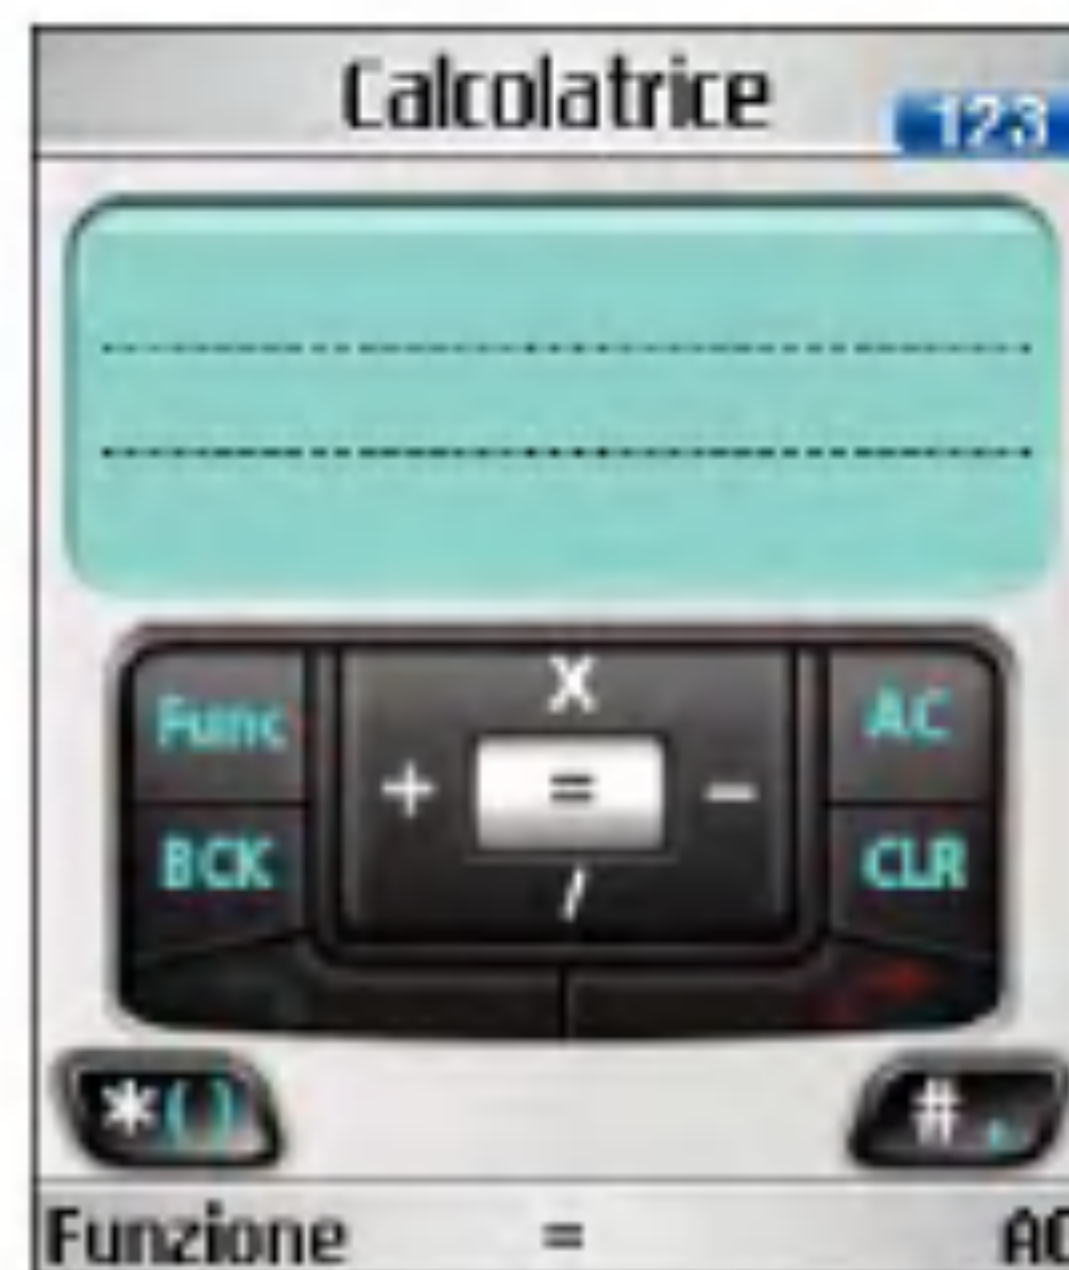 Calcolatrice
123
X
Func AC
+ = −
BCK CLR
/
*( ) # .
Funzione = AC